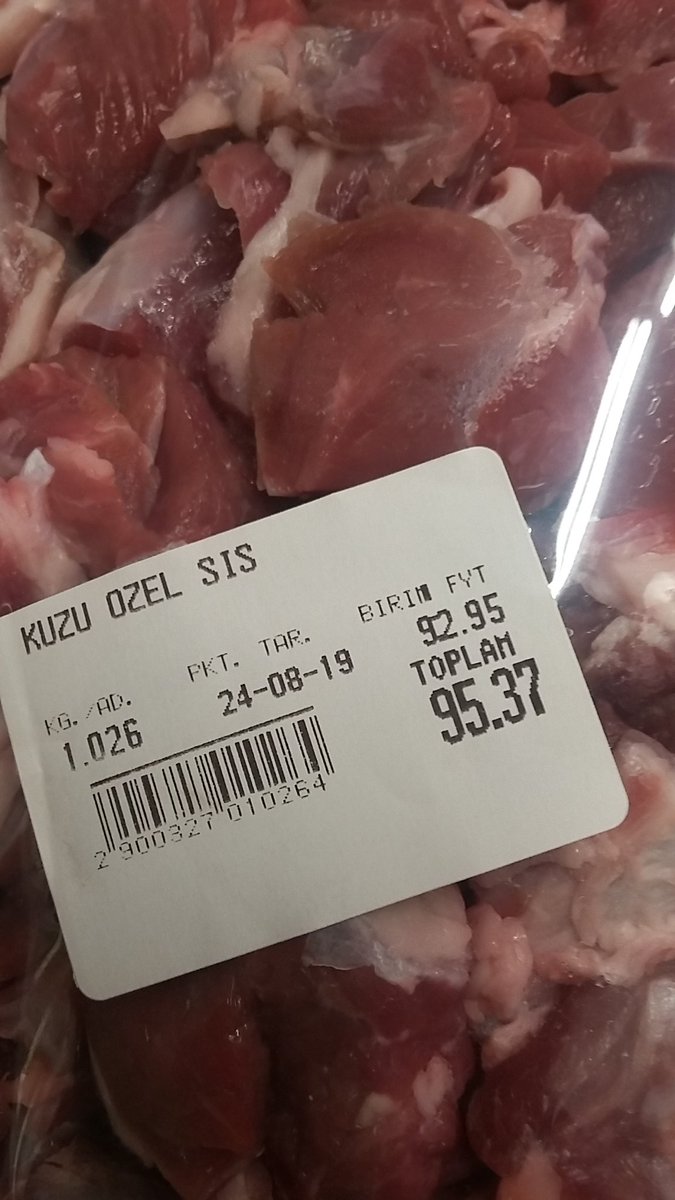 KUZU OZEL SIS
KG./AD.
1.026
PKT. TAR.
24-08-19
BIRIM FYT
92.95
TOPLAM
95.37
2 900327 010264